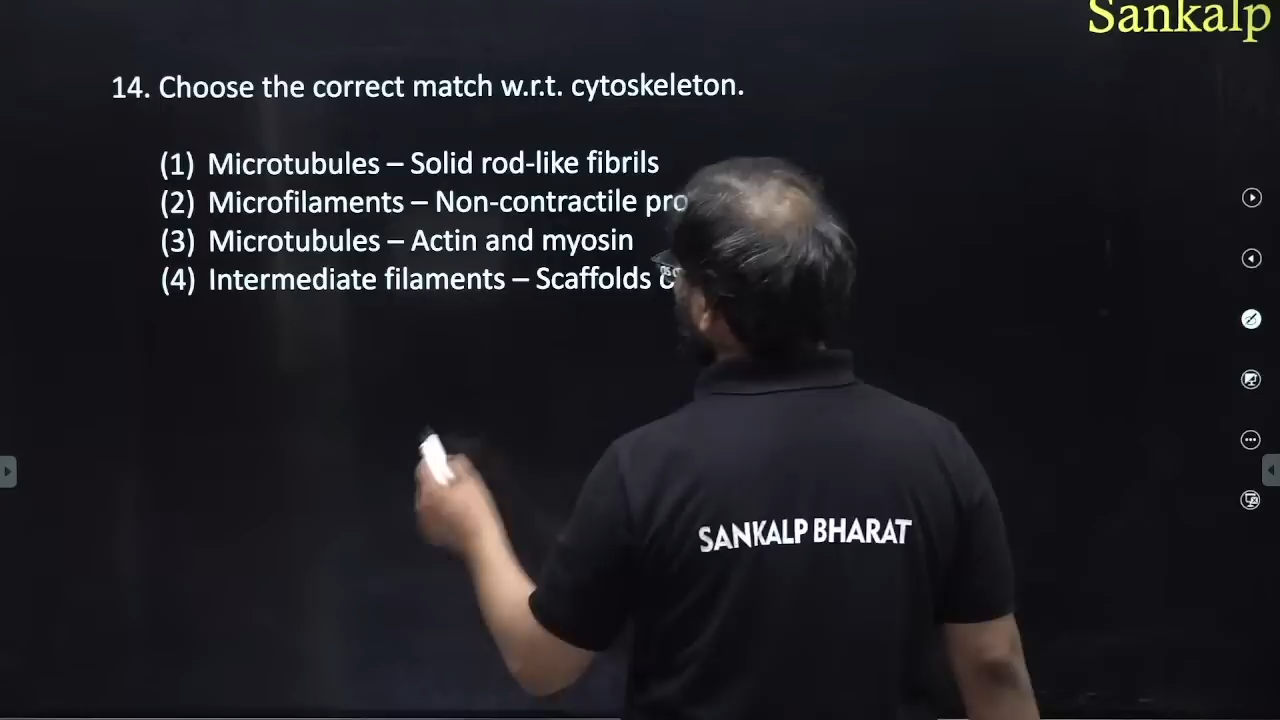 Sankalp
14. Choose the correct match w.r.t. cytoskeleton.
(1) Microtubules – Solid rod-like fibrils
(2) Microfilaments – Non-contractile
(3) Microtubules – Actin and myosin
(4) Intermediate filaments – Scaffolds
SANKALP BHARAT